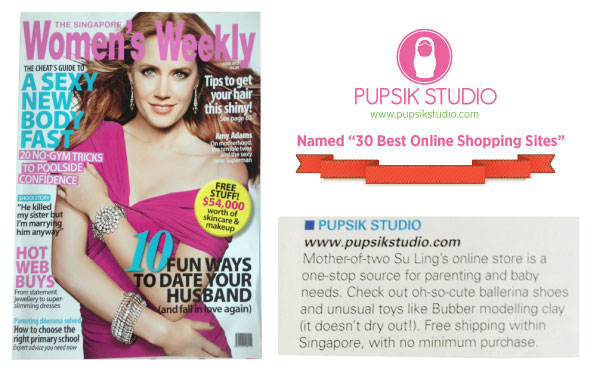 THE SINGAPORE
Women's Weekly
THE CHEAT'S GUIDE TO
A SEXY
NEW
BODY
FAST
20 NO-GYM TRICKS
TO POOLSIDE
CONFIDENCE
"He killed
my sister but
I'm marrying
him anyway"
HOT
WEB
BUYS
From statement
jewellery to super-
slimming dresses
Parenting dilemma solved
How to choose the
right primary school
Expert advice you need now
Tips to get
your hair
this shiny!
See page 88
Amy Adams
On motherhood,
the terrible twos
and the sexy
new Superman
FREE
STUFF!
$54,000
worth of
skincare &
makeup
10
FUN WAYS
TO DATE YOUR
HUSBAND
(and fall in love again)
PUPSIK STUDIO
www.pupsikstudio.com
Named "30 Best Online Shopping Sites"
PUPSIK STUDIO
www.pupsikstudio.com
Mother-of-two Su Ling's online store is a
one-stop source for parenting and baby
needs. Check out oh-so-cute ballerina shoes
and unusual toys like Bubber modelling clay
(it doesn't dry out!). Free shipping within
Singapore, with no minimum purchase.